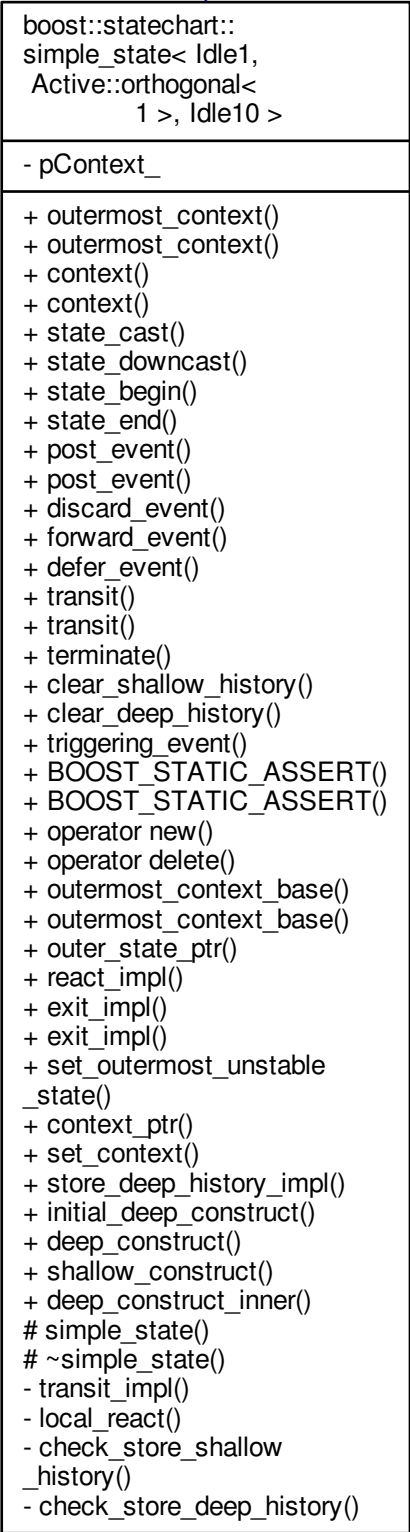 boost::statechart::
simple_state< Idle1,
 Active::orthogonal<
 1 >, Idle10 >
- pContext_
+ outermost_context()
+ outermost_context()
+ context()
+ context()
+ state_cast()
+ state_downcast()
+ state_begin()
+ state_end()
+ post_event()
+ post_event()
+ discard_event()
+ forward_event()
+ defer_event()
+ transit()
+ transit()
+ terminate()
+ clear_shallow_history()
+ clear_deep_history()
+ triggering_event()
+ BOOST_STATIC_ASSERT()
+ BOOST_STATIC_ASSERT()
+ operator new()
+ operator delete()
+ outermost_context_base()
+ outermost_context_base()
+ outer_state_ptr()
+ react_impl()
+ exit_impl()
+ exit_impl()
+ set_outermost_unstable
_state()
+ context_ptr()
+ set_context()
+ store_deep_history_impl()
+ initial_deep_construct()
+ deep_construct()
+ shallow_construct()
+ deep_construct_inner()
# simple_state()
# ~simple_state()
- transit_impl()
- local_react()
- check_store_shallow
_history()
- check_store_deep_history()